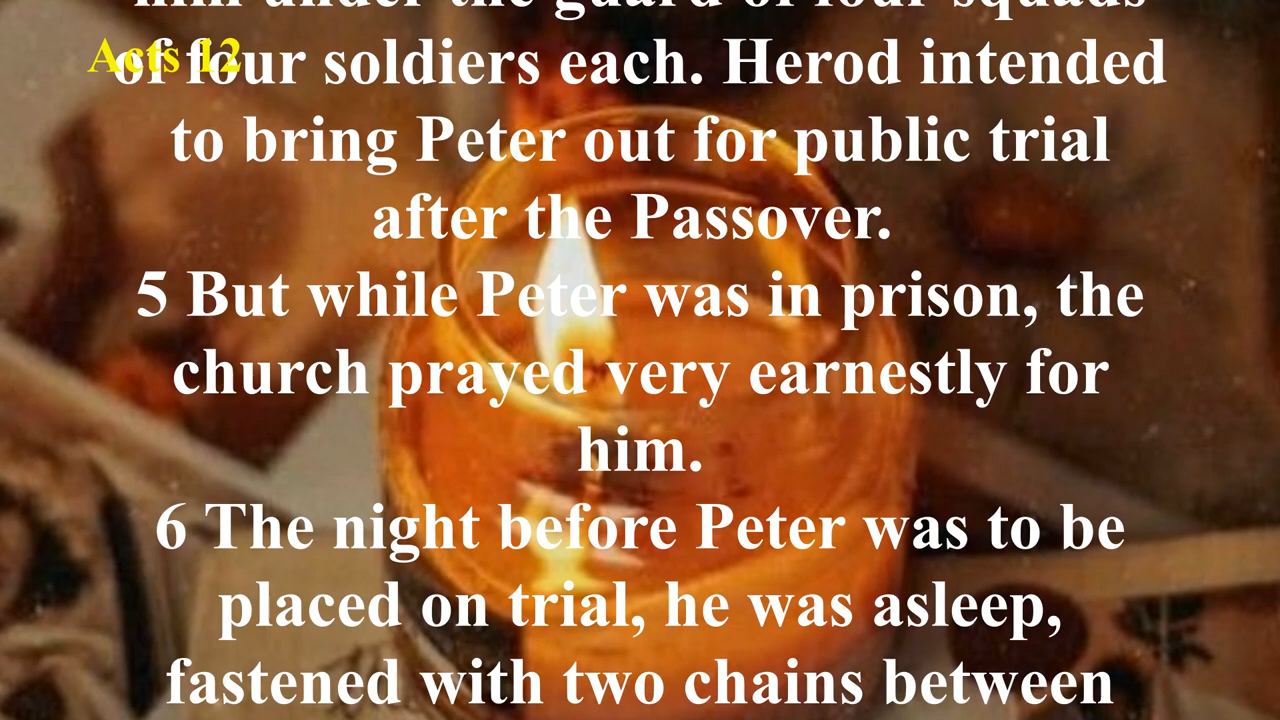 him under the guard of four squads
Acts 12
of four soldiers each. Herod intended
to bring Peter out for public trial
after the Passover.
5 But while Peter was in prison, the
church prayed very earnestly for
him.
6 The night before Peter was to be
placed on trial, he was asleep,
fastened with two chains between